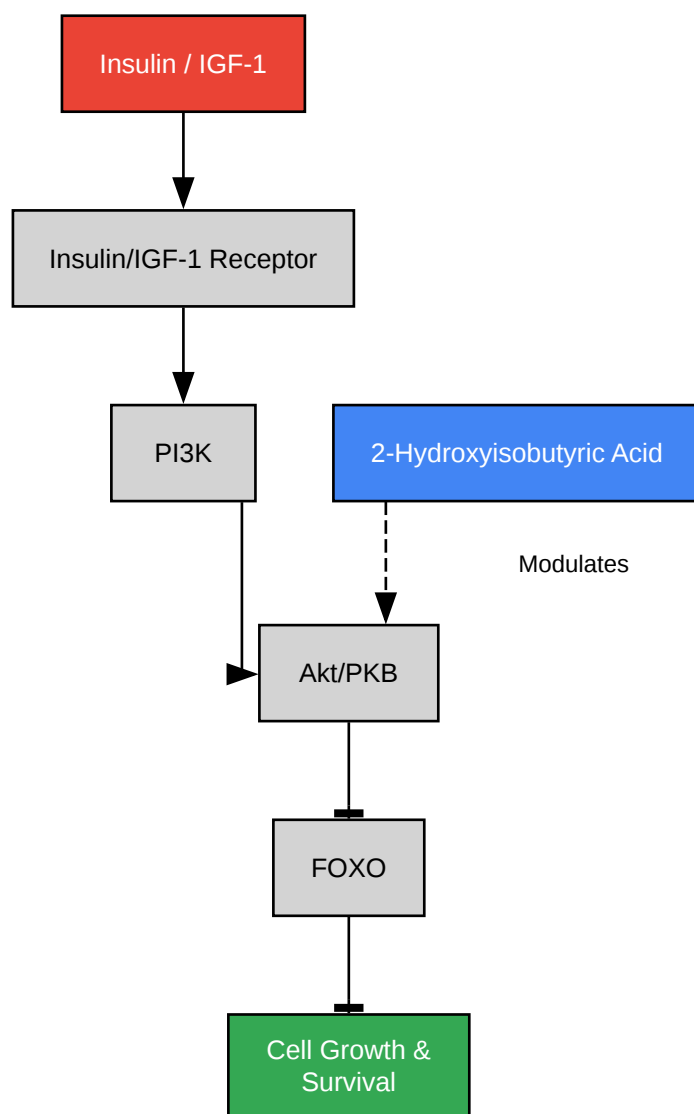 Insulin / IGF-1
Insulin/IGF-1 Receptor
PI3K
2-Hydroxyisobutyric Acid
Modulates
Akt/PKB
FOXO
Cell Growth &
Survival